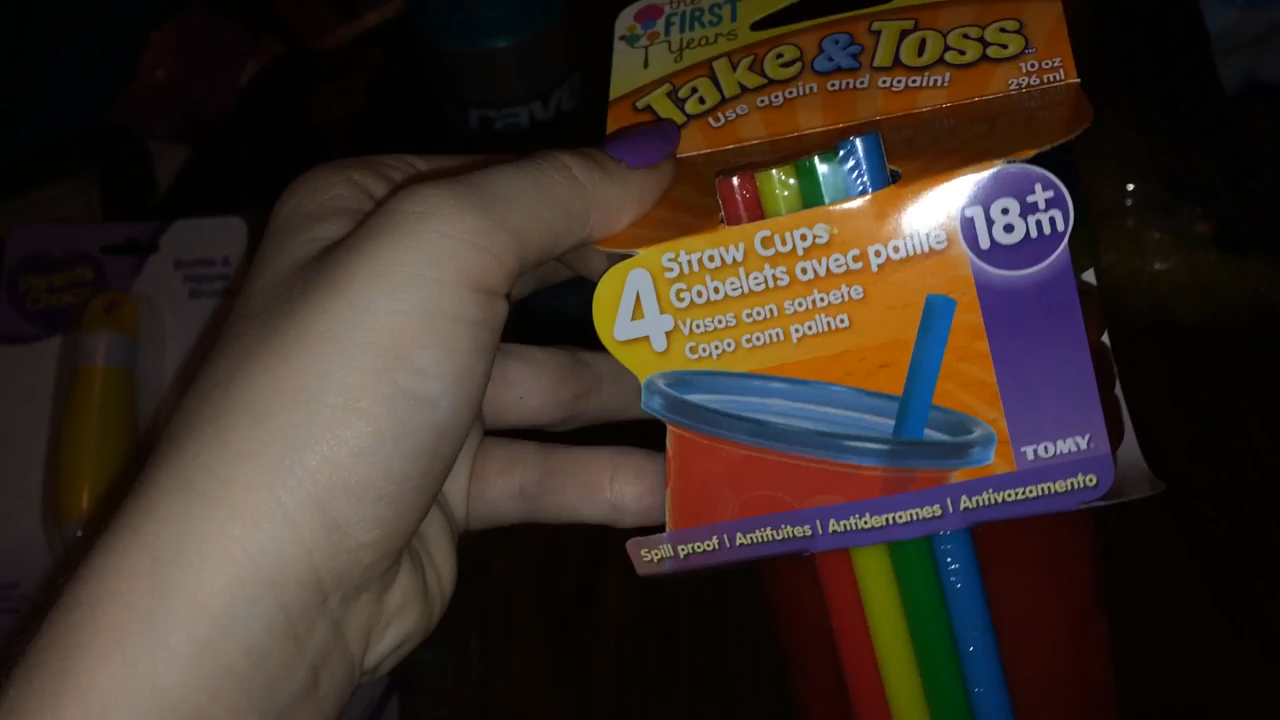 the
FIRST
Years
Take & Toss™
Use again and again!
10 oz
296 ml
18+
m
4
Straw Cups
Gobelets avec paille
Vasos con sorbete
Copo com palha
TOMY
Spill proof | Antifuites | Antiderrames | Antivazamento